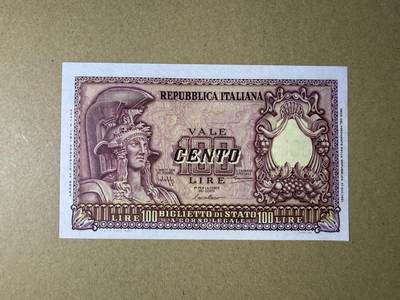 REPUBBLICA ITALIANA
VALE
100
CENTO
LIRE
LIRE 100 BIGLIETTO DI STATO 100 LIRE
A CORSO LEGALE